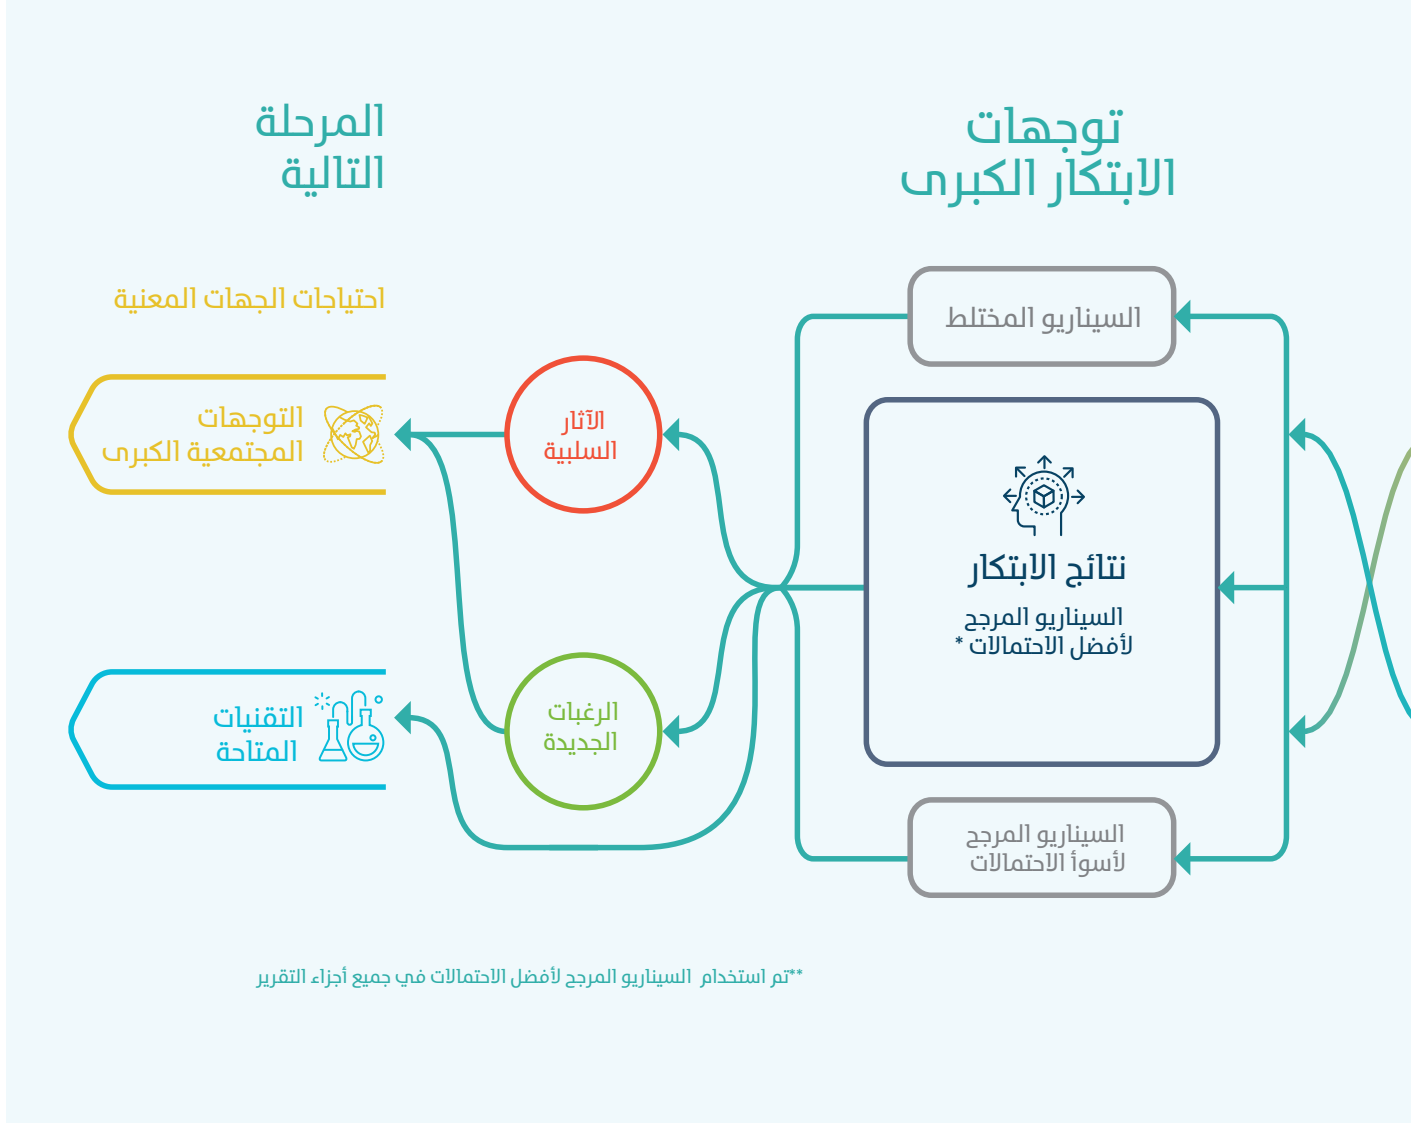 توجهات
الابتكار الكبرى
السيناريو المختلط
نتائج الابتكار
السيناريو المرجح
لأفضل الاحتمالات *
السيناريو المرجح
لأسوأ الاحتمالات
الآثار
السلبية
الرغبات
الجديدة
المرحلة
التالية
احتياجات الجهات المعنية
التوجهات
المجتمعية الكبرى
التقنيات
المتاحة
**تم استخدام السيناريو المرجح لأفضل الاحتمالات في جميع أجزاء التقرير